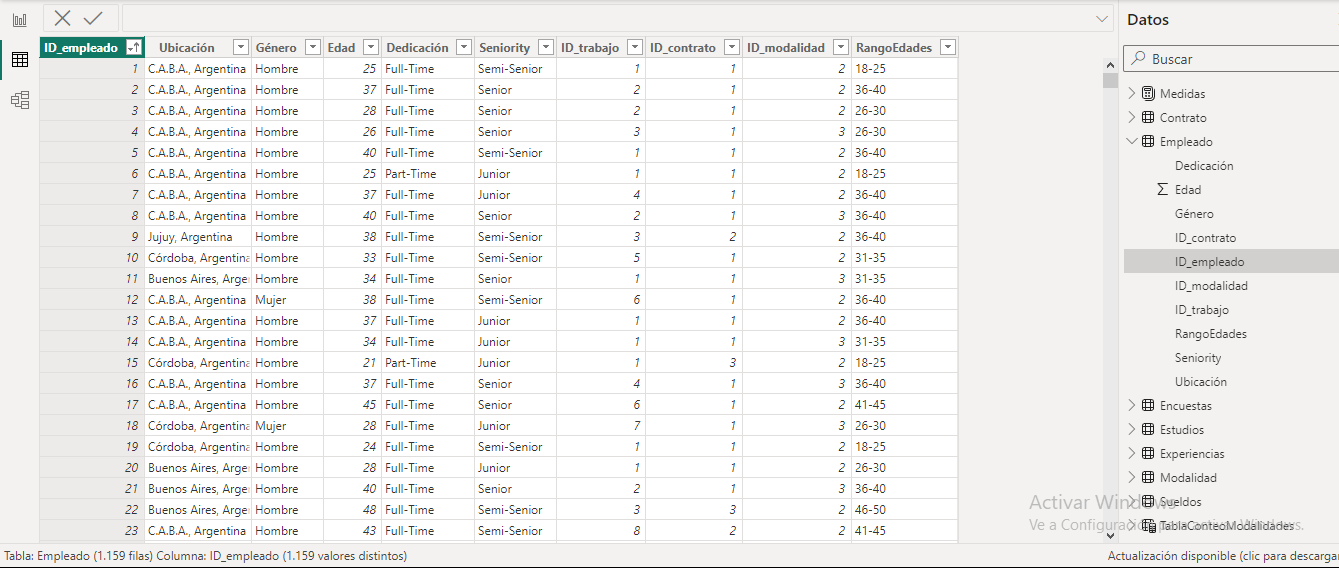 Datos
Buscar
ID_empleado Ubicación Género Edad Dedicación Seniority ID_trabajo ID_contrato ID_modalidad RangoEdades
1 C.A.B.A., Argentina Hombre 25 Full-Time Semi-Senior 1 1 2 18-25
2 C.A.B.A., Argentina Hombre 37 Full-Time Senior 2 1 2 36-40
3 C.A.B.A., Argentina Hombre 28 Full-Time Senior 2 1 2 26-30
4 C.A.B.A., Argentina Hombre 26 Full-Time Senior 3 1 3 26-30
5 C.A.B.A., Argentina Hombre 40 Full-Time Semi-Senior 1 1 2 36-40
6 C.A.B.A., Argentina Hombre 25 Part-Time Junior 1 1 2 18-25
7 C.A.B.A., Argentina Hombre 37 Full-Time Junior 4 1 2 36-40
8 C.A.B.A., Argentina Hombre 40 Full-Time Senior 2 1 3 36-40
9 Jujuy, Argentina Hombre 38 Full-Time Semi-Senior 3 2 2 36-40
10 Córdoba, Argentina Hombre 33 Full-Time Semi-Senior 5 1 2 31-35
11 Buenos Aires, Arge Hombre 34 Full-Time Senior 1 1 3 31-35
12 C.A.B.A., Argentina Mujer 38 Full-Time Semi-Senior 6 1 2 36-40
13 C.A.B.A., Argentina Hombre 37 Full-Time Junior 1 1 2 36-40
14 C.A.B.A., Argentina Hombre 34 Full-Time Junior 1 1 3 31-35
15 Córdoba, Argentina Hombre 21 Part-Time Junior 1 3 2 18-25
16 C.A.B.A., Argentina Hombre 37 Full-Time Senior 4 1 3 36-40
17 C.A.B.A., Argentina Hombre 45 Full-Time Senior 6 1 2 41-45
18 Córdoba, Argentina Mujer 28 Full-Time Junior 7 1 3 26-30
19 Córdoba, Argentina Hombre 24 Full-Time Semi-Senior 1 1 2 18-25
20 Buenos Aires, Arge Hombre 28 Full-Time Junior 1 1 2 26-30
21 Buenos Aires, Arge Hombre 40 Full-Time Senior 2 1 3 36-40
22 Buenos Aires, Arge Hombre 48 Full-Time Semi-Senior 3 3 2 46-50
23 C.A.B.A., Argentina Hombre 43 Full-Time Semi-Senior 8 2 2 41-45
Medidas
Contrato
Empleado
Dedicación
Σ Edad
Género
ID_contrato
ID_empleado
ID_modalidad
ID_trabajo
RangoEdades
Seniority
Ubicación
Encuestas
Estudios
Experiencias
Modalidad
Sueldos
TablaConteoModalidades
Activar Windows
Ve a Configuración para activar Windows.
Tabla: Empleado (1.159 filas) Columna: ID_empleado (1.159 valores distintos)
Actualización disponible (clic para descargar